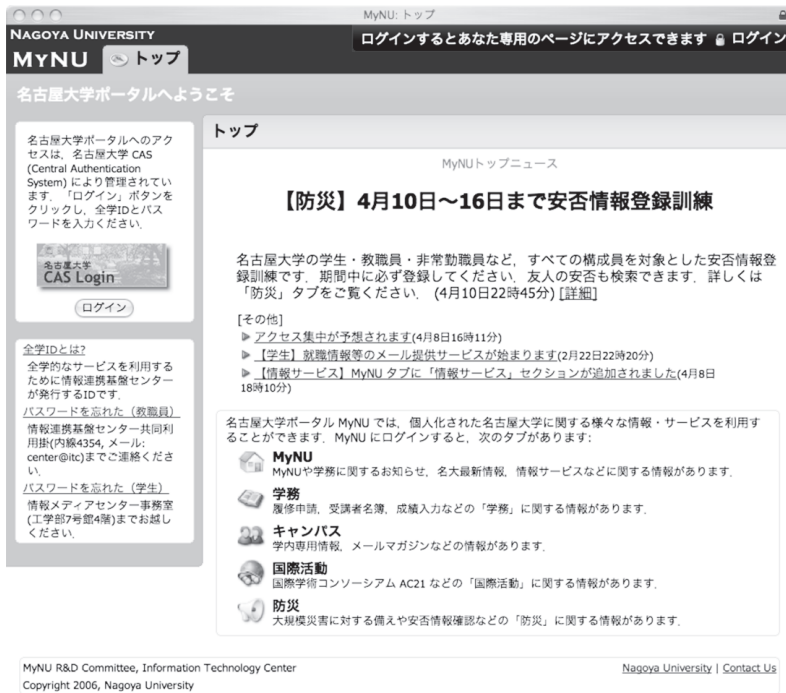 MyNU: トップ
NAGOYA UNIVERSITY
ログインするとあなた専用のページにアクセスできます ログイン
MYNU トップ
名古屋大学ポータルへようこそ
名古屋大学ポータルへのアク
セスは，名古屋大学 CAS
(Central Authentication
System) により管理されてい
ます．「ログイン」ボタンを
クリックし，全学IDとパス
ワードを入力ください．
名古屋大学
CAS Login
ログイン
全学IDとは?
全学的なサービスを利用する
ために情報連携基盤センター
が発行するIDです．
パスワードを忘れた（教職員）
情報連携基盤センター共同利
用掛(内線4354, メール:
center@itc)までご連絡くださ
い．
パスワードを忘れた（学生）
情報メディアセンター事務室
(工学部7号館4階)までお越し
ください．
トップ
MyNUトップニュース
【防災】4月10日～16日まで安否情報登録訓練
名古屋大学の学生・教職員・非常勤職員など，すべての構成員を対象とした安否情報登
録訓練です．期間中に必ず登録してください．友人の安否も検索できます．詳しくは
「防災」タブをご覧ください． (4月10日22時45分) [詳細]
[その他]
アクセス集中が予想されます(4月8日16時11分)
【学生】就職情報等のメール提供サービスが始まります(2月22日22時20分)
【情報サービス】MyNU タブに「情報サービス」セクションが追加されました(4月8日
18時10分)
名古屋大学ポータル MyNU では，個人化された名古屋大学に関する様々な情報・サービスを利用す
ることができます．MyNU にログインすると，次のタブがあります:
MyNU
MyNUや学務に関するお知らせ，名大最新情報，情報サービスなどに関する情報があります．
学務
履修申請，受講者名簿，成績入力などの「学務」に関する情報があります．
キャンパス
学内専用情報，メールマガジンなどの情報があります．
国際活動
国際学術コンソーシアム AC21 などの「国際活動」に関する情報があります．
防災
大規模災害に対する備えや安否情報確認などの「防災」に関する情報があります．
MyNU R&D Committee, Information Technology Center
Nagoya University | Contact Us
Copyright 2006, Nagoya University